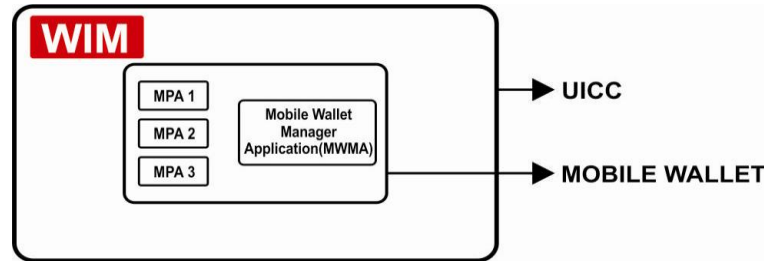 WIM
MPA 1
MPA 2
MPA 3
Mobile Wallet
Manager
Application(MWMA)
UICC
MOBILE WALLET